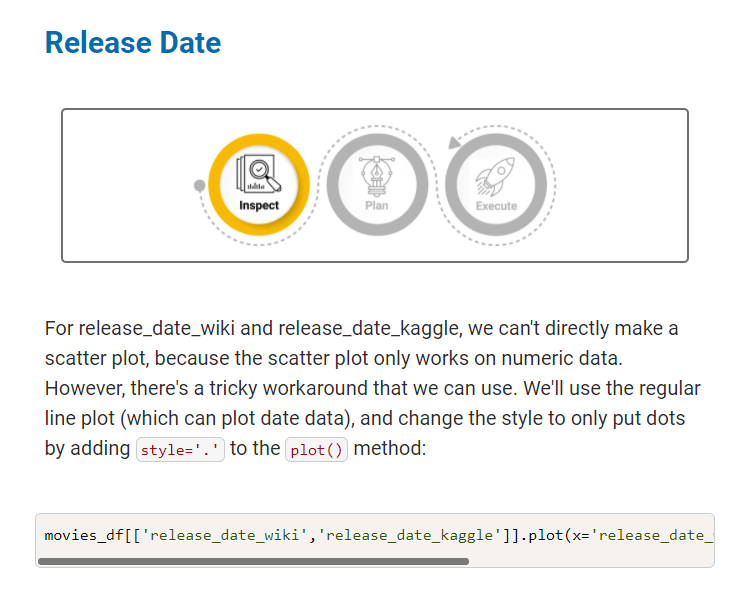 Release Date
Inspect
Plan
Execute
For release_date_wiki and release_date_kaggle, we can't directly make a
scatter plot, because the scatter plot only works on numeric data.
However, there's a tricky workaround that we can use. We'll use the regular
line plot (which can plot date data), and change the style to only put dots
by adding style='.' to the plot() method:
movies_df[['release_date_wiki','release_date_kaggle']].plot(x='release_date_